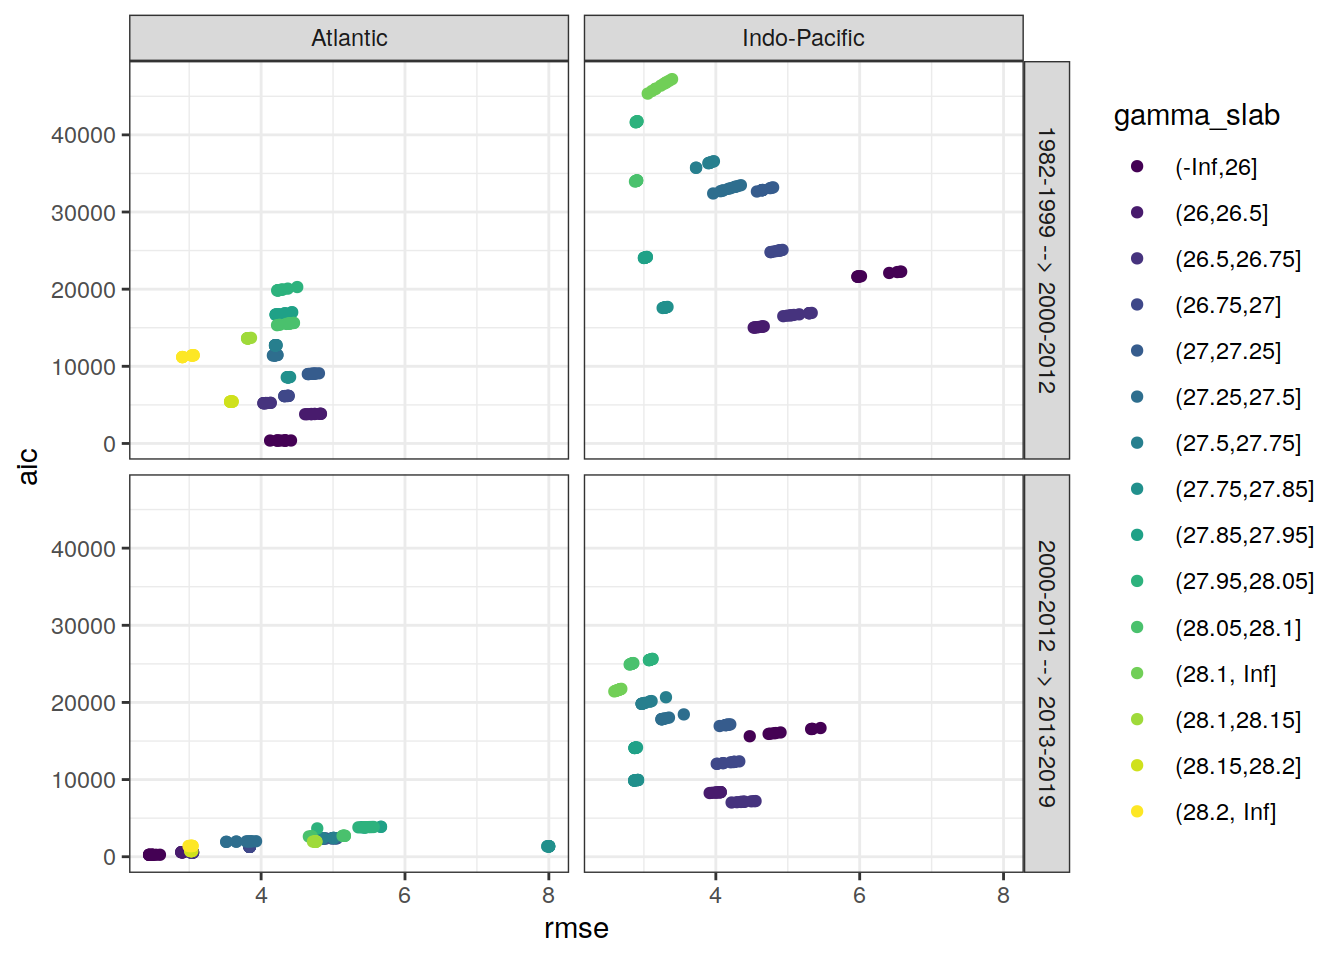 Atlantic
Indo-Pacific
40000
30000
20000
10000
0
1982-1999 --> 2000-2012
40000
30000
20000
10000
0
2000-2012 --> 2013-2019
aic
4
6
8
4
6
8
rmse
gamma_slab
(-Inf,26]
(26,26.5]
(26.5,26.75]
(26.75,27]
(27,27.25]
(27.25,27.5]
(27.5,27.75]
(27.75,27.85]
(27.85,27.95]
(27.95,28.05]
(28.05,28.1]
(28.1, Inf]
(28.1,28.15]
(28.15,28.2]
(28.2, Inf]